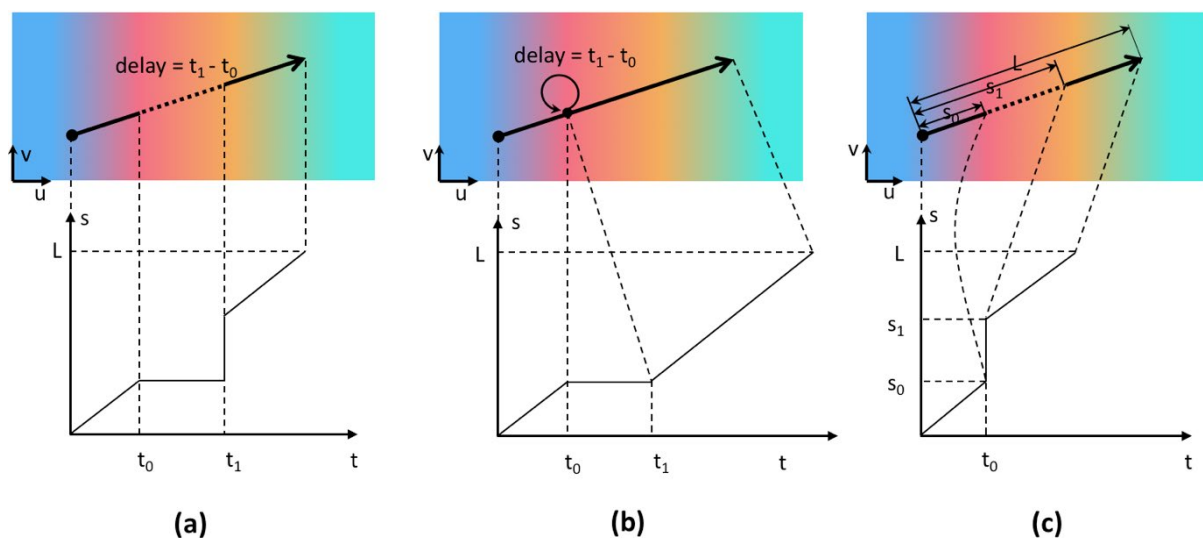 delay = t₁ - t₀
v
u
s
L
t₀
t₁
t
(a)
delay = t₁ - t₀
v
u
s
L
t₀
t₁
t
(b)
L
s₁
s₀
v
u
s
L
s₁
s₀
t₀
t
(c)